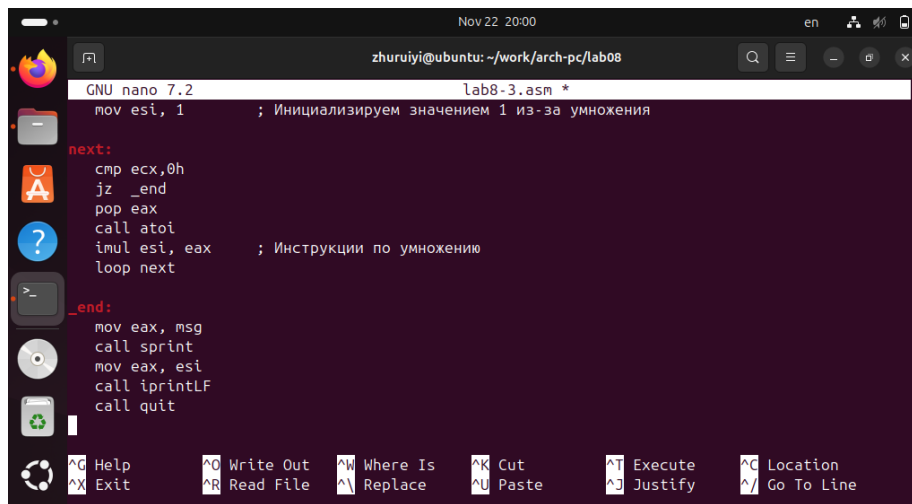 Nov 22 20:00
en
zhuruiyi@ubuntu: ~/work/arch-pc/lab08
GNU nano 7.2 lab8-3.asm *
mov esi, 1 ; Инициализируем значением 1 из-за умножения
next:
cmp ecx,0h
jz _end
pop eax
call atoi
imul esi, eax ; Инструкции по умножению
loop next
_end:
mov eax, msg
call sprint
mov eax, esi
call iprintLF
call quit
^G Help ^O Write Out ^W Where Is ^K Cut ^T Execute ^C Location
^X Exit ^R Read File ^\ Replace ^U Paste ^J Justify ^/ Go To Line